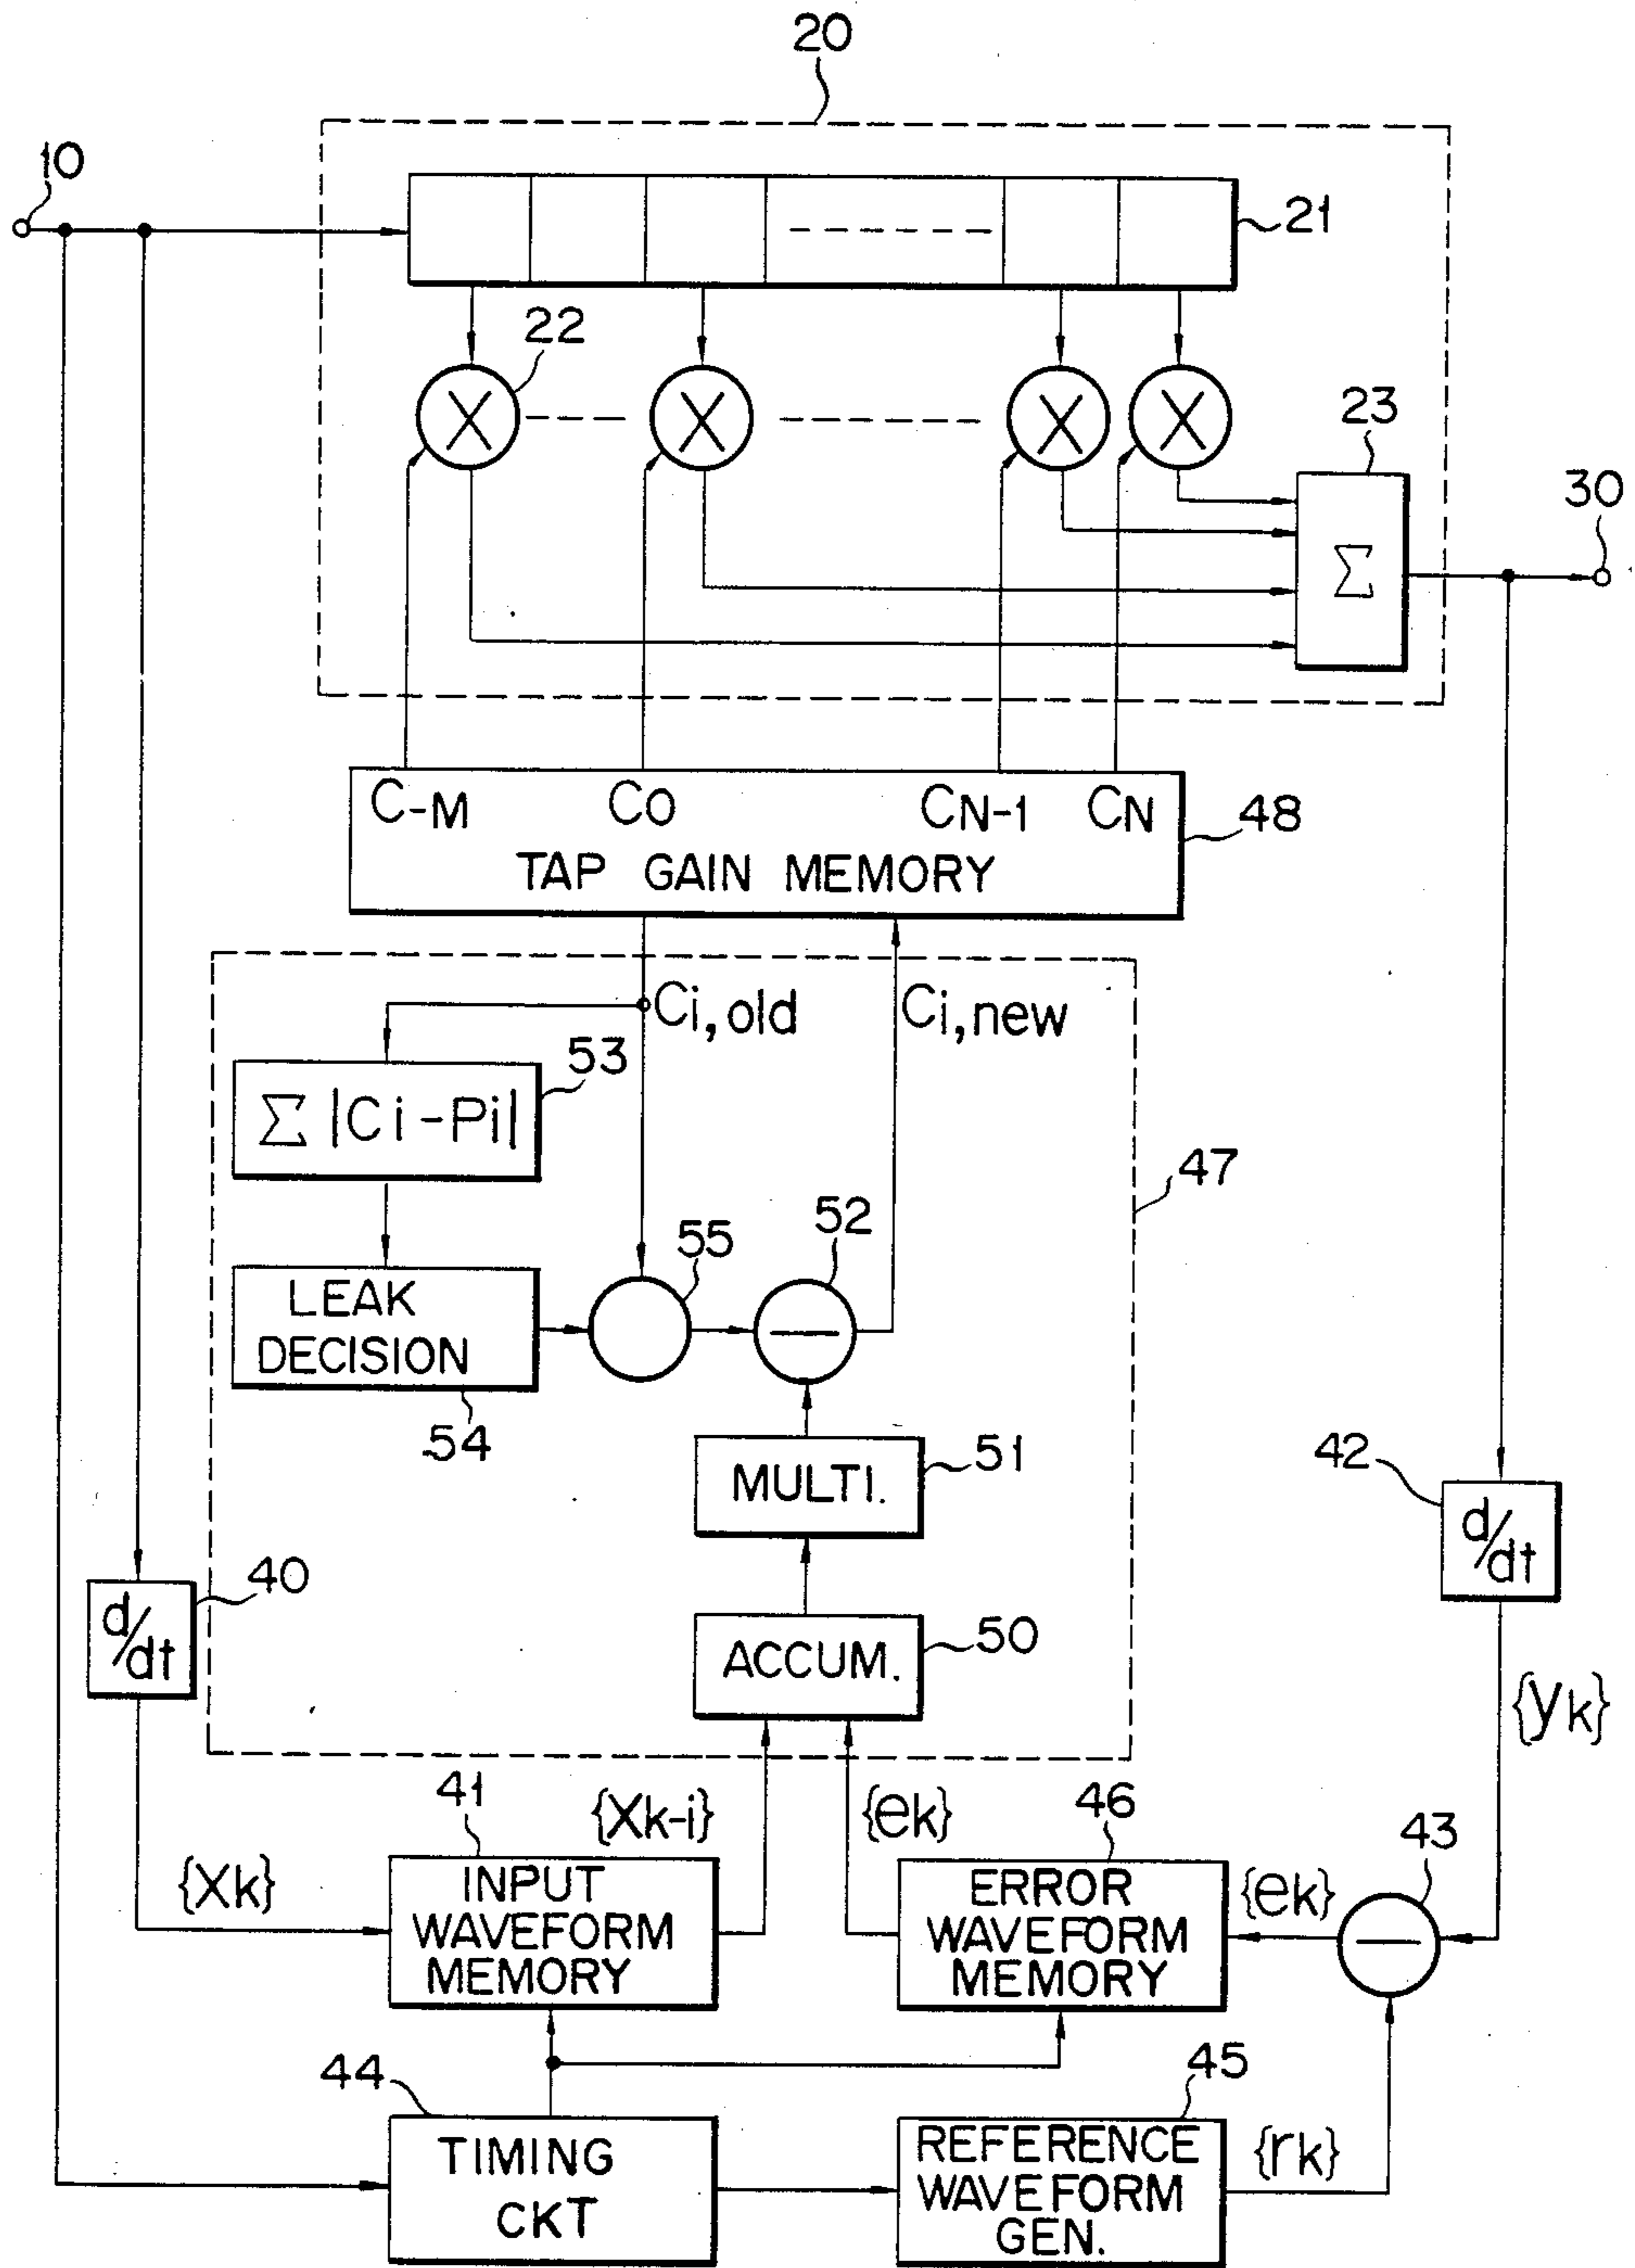 20
10
21
22
23
30
Σ
C-M
C0
CN-1
CN
48
TAP GAIN MEMORY
Ci,old
Ci,new
53
Σ |Ci-Pi|
47
55
52
LEAK
DECISION
54
51
MULTI.
42
d/dt
40
d/dt
50
ACCUM.
{yk}
41
{Xk-i}
{ek}
46
43
{Xk}
INPUT
WAVEFORM
MEMORY
ERROR
WAVEFORM
MEMORY
{ek}
44
45
TIMING
CKT
REFERENCE
WAVEFORM
GEN.
{rk}